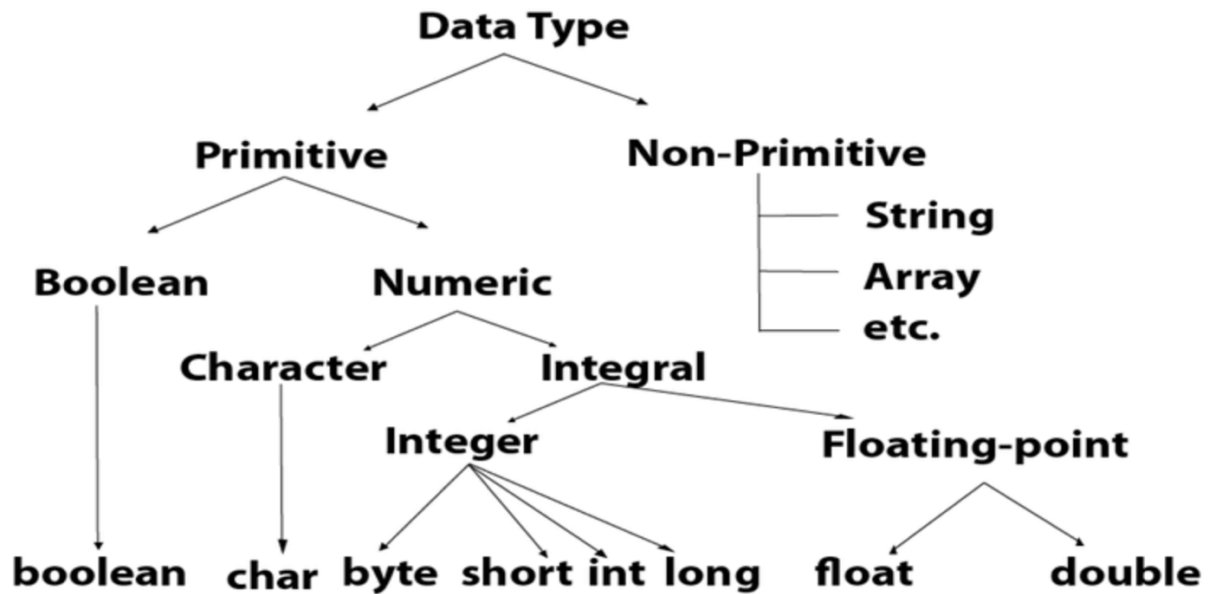 Data Type
Primitive
Non-Primitive
String
Array
etc.
Boolean
Numeric
Character
Integral
Integer
Floating-point
boolean
char
byte
short
int
long
float
double